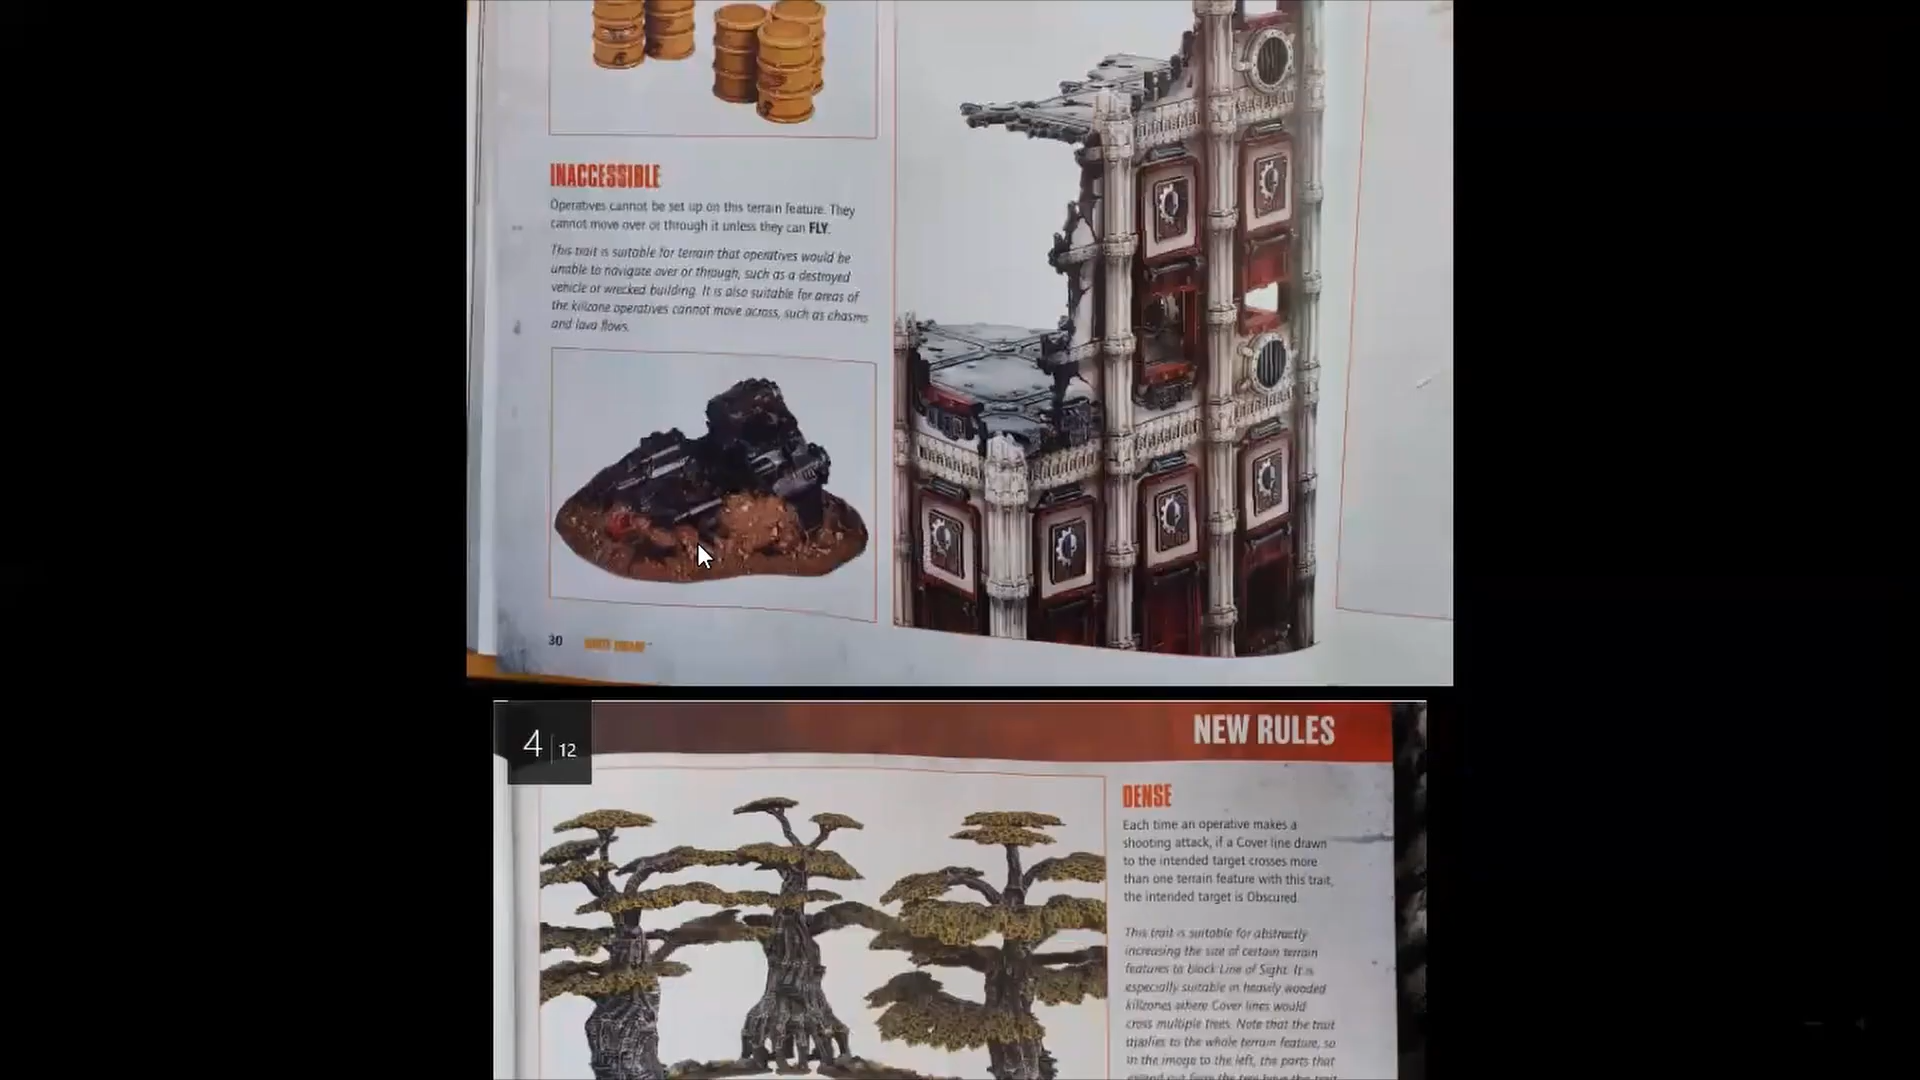 INACCESSIBLE
Operatives cannot be set up on this terrain feature. They
cannot move over or through it unless they can FLY.
This trait is suitable for terrain that operatives would be
unable to navigate over or through, such as a destroyed
vehicle or wrecked building. It is also suitable for areas of
the killzone operatives cannot move across, such as chasms
and lava flows.
30
WHITE DWARF
4 | 12
NEW RULES
DENSE
Each time an operative makes a
shooting attack, if a Cover line drawn
to the intended target crosses more
than one terrain feature with this trait,
the intended target is Obscured.
This trait is suitable for abstractly
increasing the size of certain terrain
features to block Line of Sight. It is
especially suitable in heavily wooded
killzones where Cover lines would
cross multiple trees. Note that the trait
applies to the whole terrain feature, so
in the image to the left, the parts that